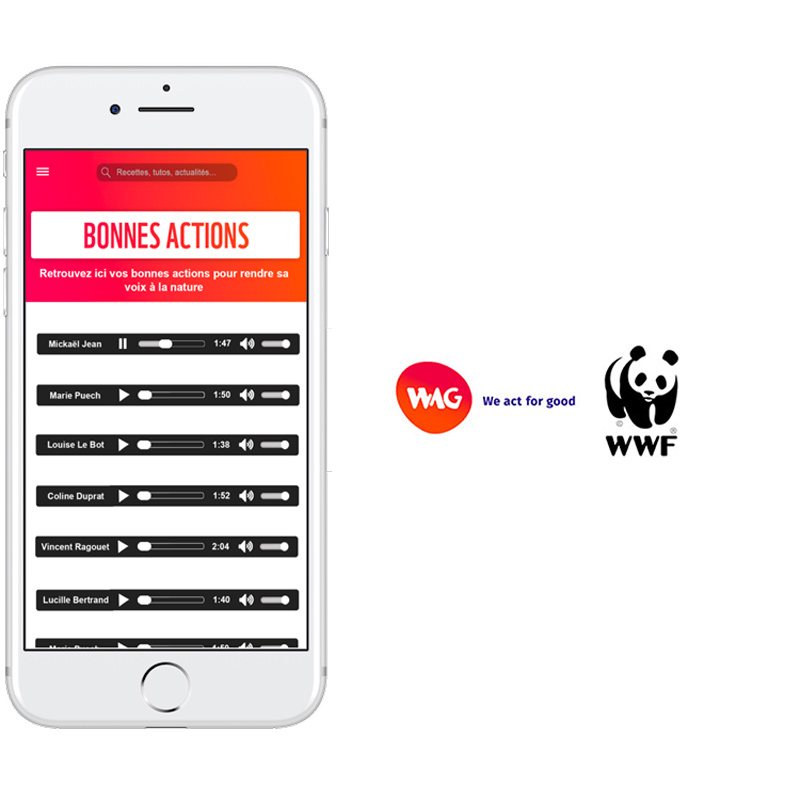 Recettes, tutos, actualités...
BONNES ACTIONS
Retrouvez ici vos bonnes actions pour rendre sa
voix à la nature
Mickaël Jean 1:47
Marie Puech 1:50
Louise Le Bot 1:38
Coline Duprat 1:52
Vincent Ragouet 2:04
Lucille Bertrand 1:40
WAG We act for good
©
®
WWF